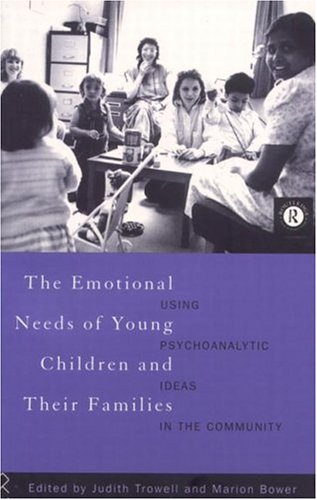 ROUTLEDGE
R
The Emotional
USING
Needs of Young
PSYCHOANALYTIC
Children and
IDEAS
Their Families
IN THE COMMUNITY
Edited by Judith Trowell and Marion Bower